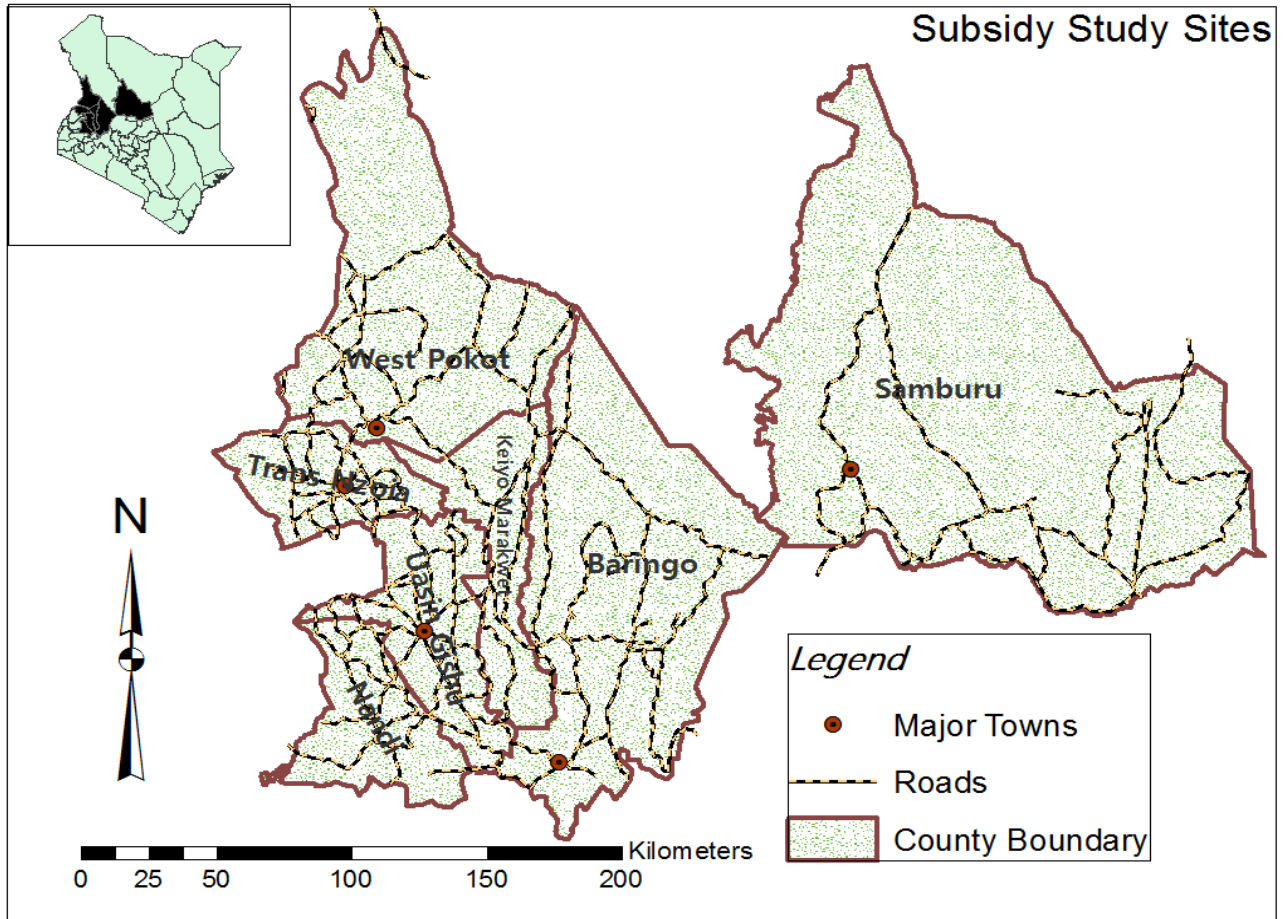 Subsidy Study Sites
West Pokot
Samburu
Trans Nzoia
Keiyo Marakwet
Baringo
Uasin Gishu
Nandi
N
Legend
Major Towns
Roads
County Boundary
Kilometers
0 25 50 100 150 200